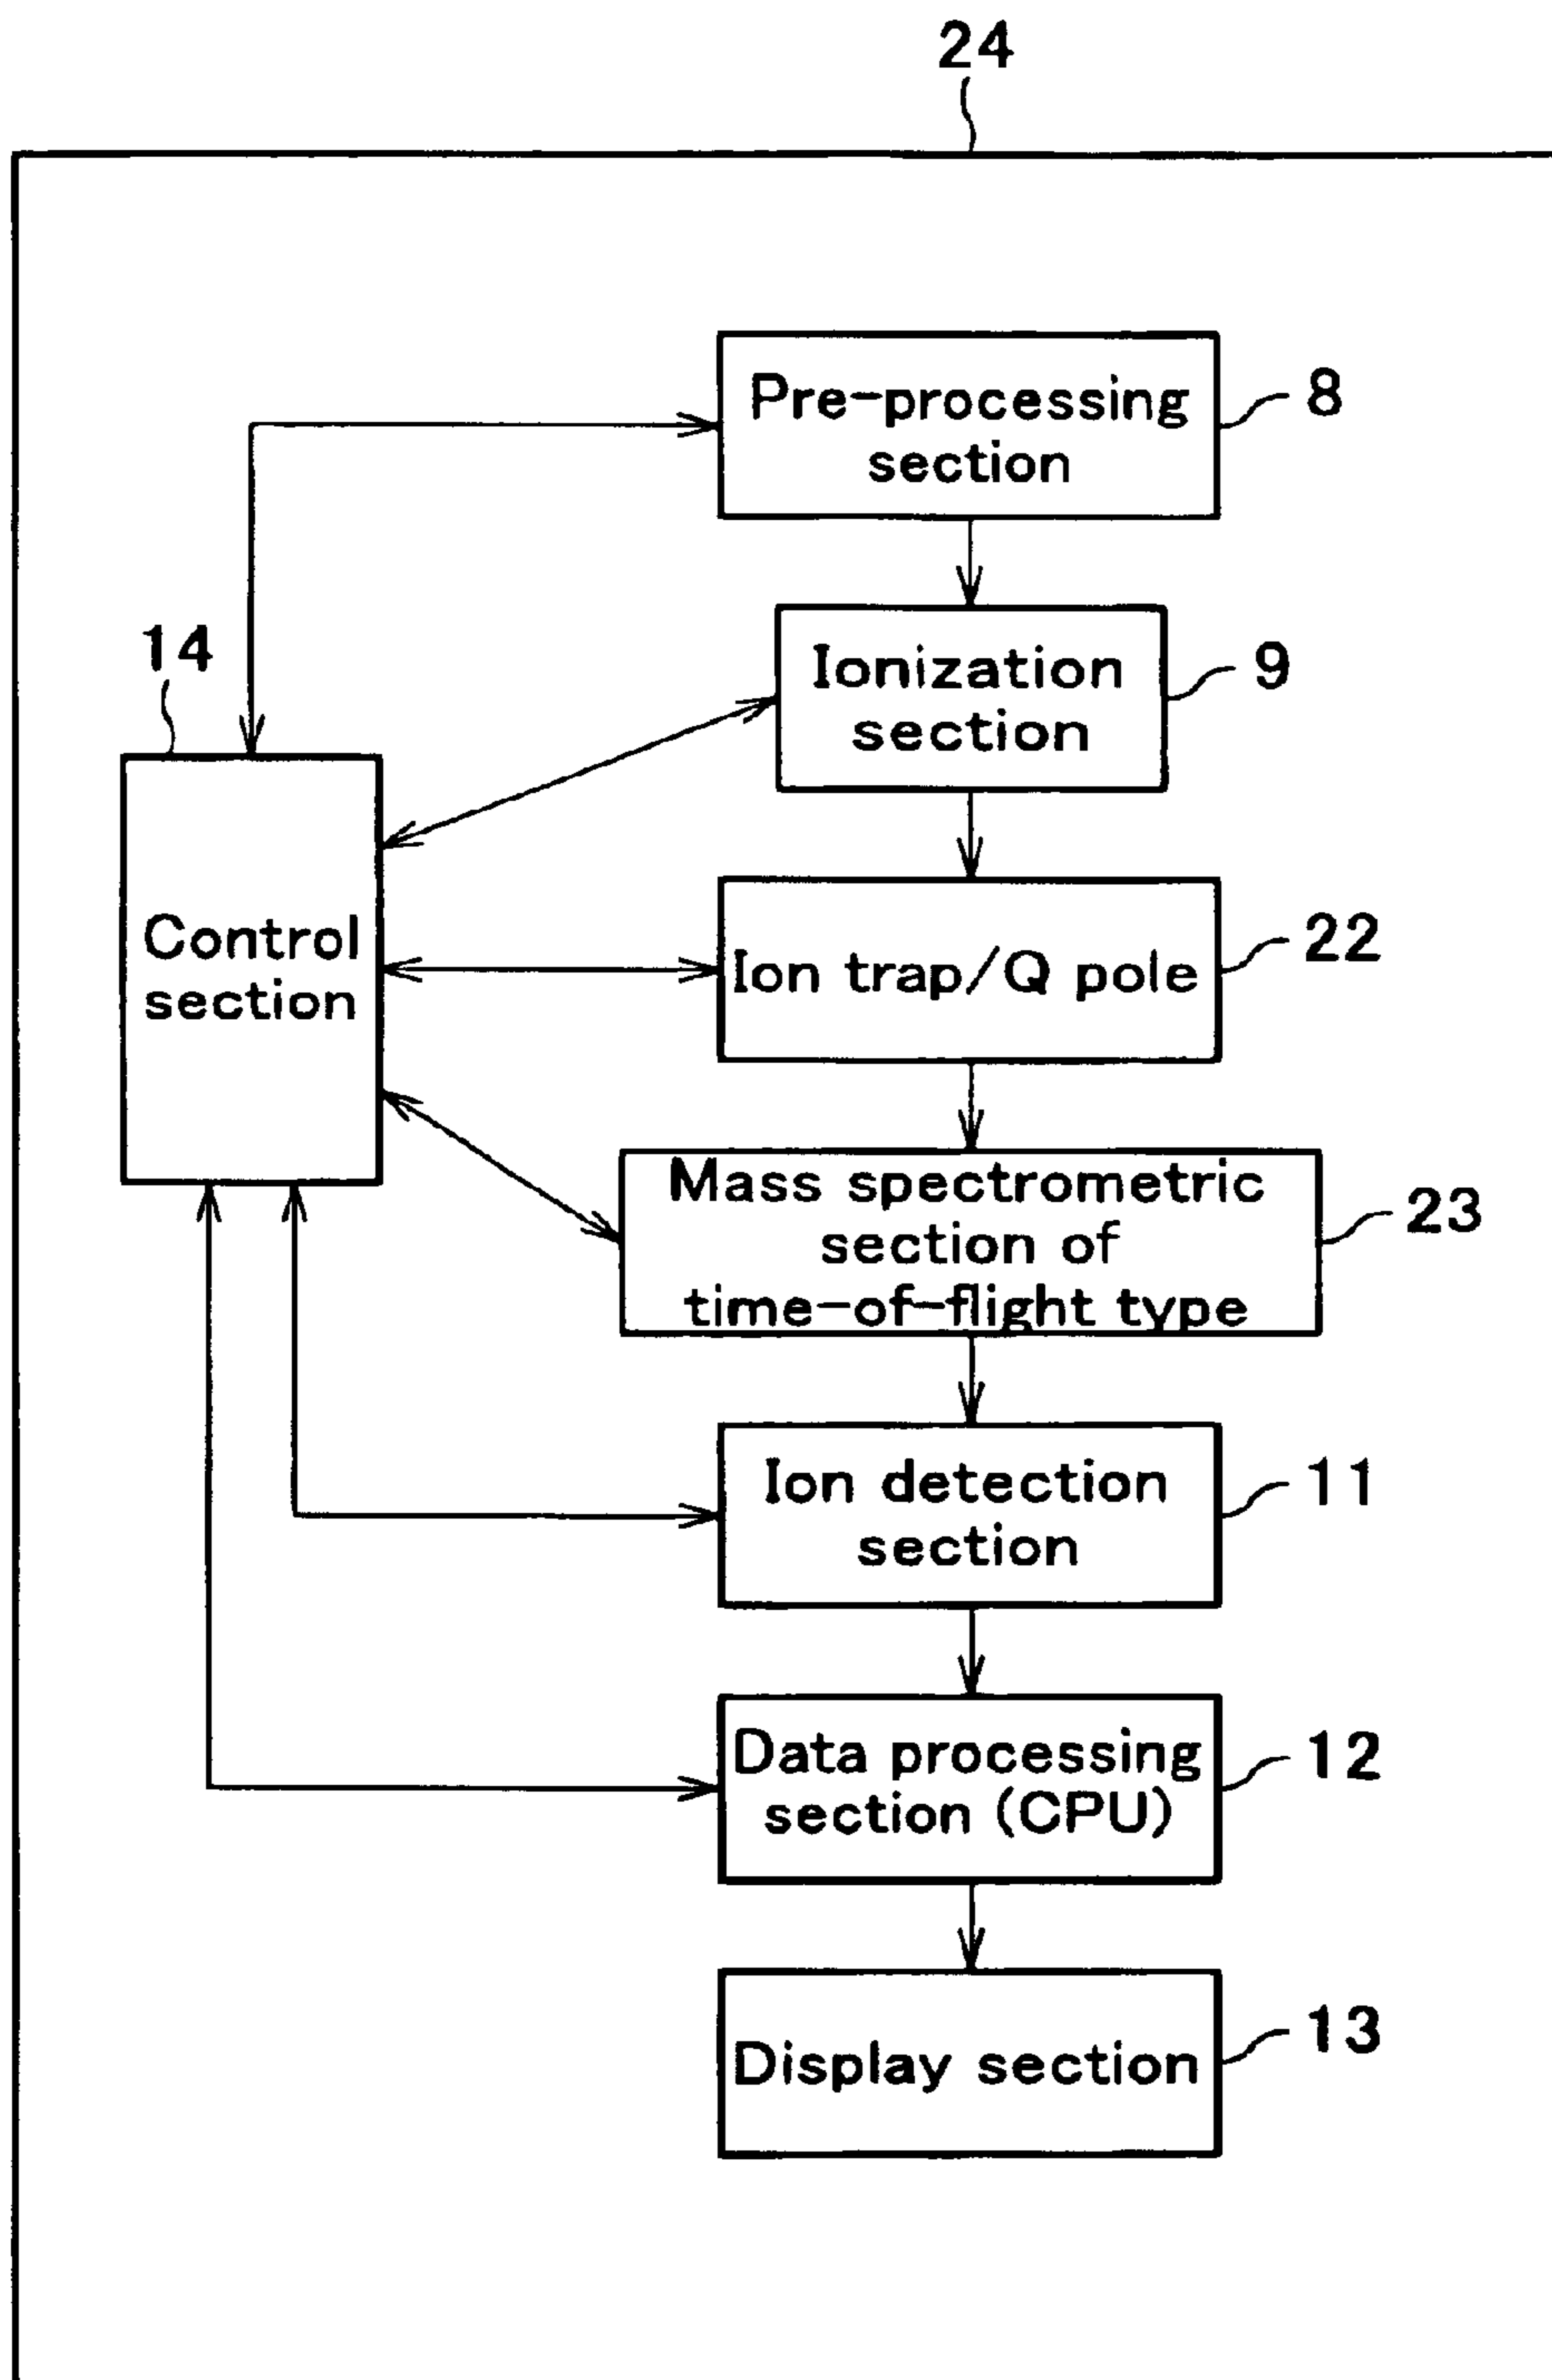 24
Pre-processing
section
8
Ionization
section
9
14
Control
section
Ion trap/Q pole
22
Mass spectrometric
section of
time-of-flight type
23
Ion detection
section
11
Data processing
section (CPU)
12
Display section
13